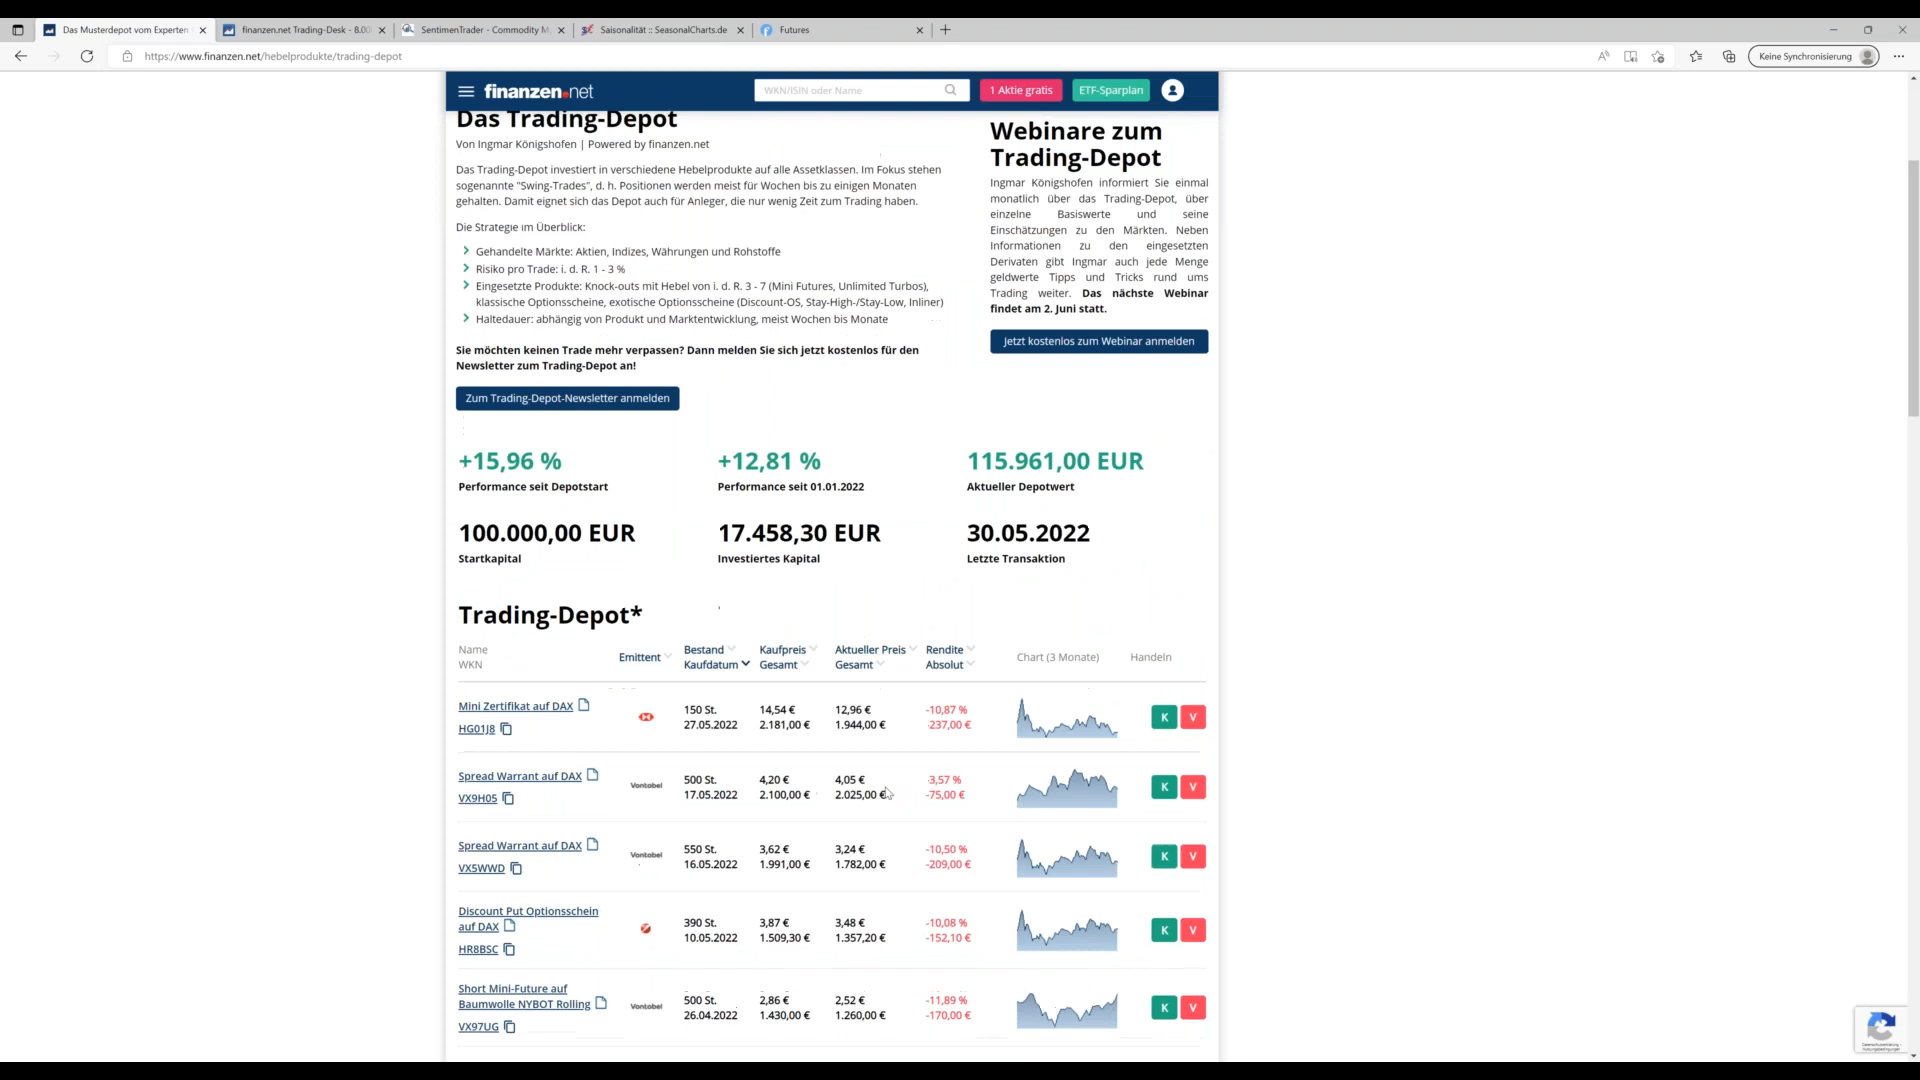 Das Musterdepot vom Experten
finanzen.net Trading-Desk - 8.00
SentimenTrader - Commodity M
Saisonalität :: SeasonalCharts.de
Futures
https://www.finanzen.net/hebelprodukte/trading-depot
Keine Synchronisierung
finanzen.net
WKN/ISIN oder Name
1 Aktie gratis
ETF-Sparplan
Das Trading-Depot
Von Ingmar Königshofen | Powered by finanzen.net
Das Trading-Depot investiert in verschiedene Hebelprodukte auf alle Assetklassen. Im Fokus stehen
sogenannte "Swing-Trades", d. h. Positionen werden meist für Wochen bis zu einigen Monaten
gehalten. Damit eignet sich das Depot auch für Anleger, die nur wenig Zeit zum Trading haben.
Die Strategie im Überblick:
Gehandelte Märkte: Aktien, Indizes, Währungen und Rohstoffe
Risiko pro Trade: i. d. R. 1 - 3 %
Eingesetzte Produkte: Knock-outs mit Hebel von i. d. R. 3 - 7 (Mini Futures, Unlimited Turbos),
klassische Optionsscheine, exotische Optionsscheine (Discount-OS, Stay-High-/Stay-Low, Inliner)
Haltedauer: abhängig von Produkt und Marktentwicklung, meist Wochen bis Monate
Sie möchten keinen Trade mehr verpassen? Dann melden Sie sich jetzt kostenlos für den
Newsletter zum Trading-Depot an!
Zum Trading-Depot-Newsletter anmelden
Webinare zum
Trading-Depot
Ingmar Königshofen informiert Sie einmal
monatlich über das Trading-Depot, über
einzelne Basiswerte und seine
Einschätzungen zu den Märkten. Neben
Informationen zu den eingesetzten
Derivaten gibt Ingmar auch jede Menge
geldwerte Tipps und Tricks rund ums
Trading weiter. Das nächste Webinar
findet am 2. Juni statt.
Jetzt kostenlos zum Webinar anmelden
+15,96 % +12,81 % 115.961,00 EUR
Performance seit Depotstart Performance seit 01.01.2022 Aktueller Depotwert
100.000,00 EUR 17.458,30 EUR 30.05.2022
Startkapital Investiertes Kapital Letzte Transaktion
Trading-Depot*
Name Bestand Kaufpreis Aktueller Preis Rendite
Emittent Chart (3 Monate) Handeln
WKN Kaufdatum Gesamt Gesamt Absolut
Mini Zertifikat auf DAX 150 St. 14,54 € 12,96 € -10,87 %
K V
HG01J8 27.05.2022 2.181,00 € 1.944,00 € -237,00 €
Spread Warrant auf DAX 500 St. 4,20 € 4,05 € -3,57 %
Vontobel K V
VX9H05 17.05.2022 2.100,00 € 2.025,00 € -75,00 €
Spread Warrant auf DAX 550 St. 3,62 € 3,24 € -10,50 %
Vontobel K V
VX5WWD 16.05.2022 1.991,00 € 1.782,00 € -209,00 €
Discount Put Optionsschein
auf DAX 390 St. 3,87 € 3,48 € -10,08 %
K V
HR8BSC 10.05.2022 1.509,30 € 1.357,20 € -152,10 €
Short Mini-Future auf
Baumwolle NYBOT Rolling 500 St. 2,86 € 2,52 € -11,89 %
Vontobel K V
VX97UG 26.04.2022 1.430,00 € 1.260,00 € -170,00 €